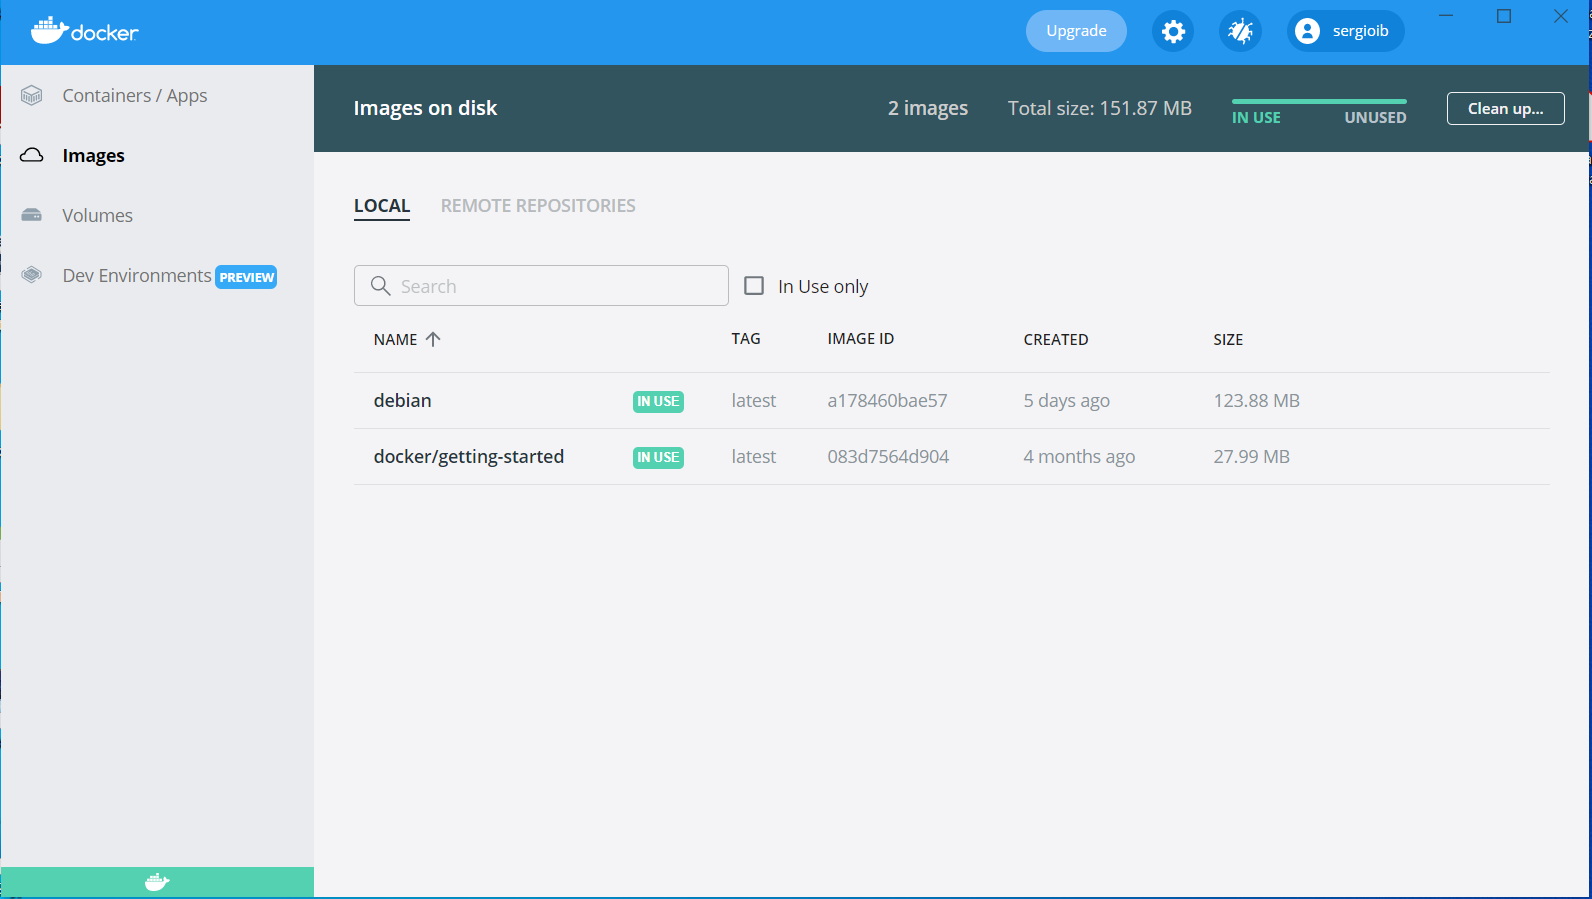 docker
Upgrade
sergioib
Containers / Apps
Images
Volumes
Dev Environments PREVIEW
Images on disk
2 images
Total size: 151.87 MB
IN USE
UNUSED
Clean up...
LOCAL
REMOTE REPOSITORIES
Search
In Use only
NAME TAG IMAGE ID CREATED SIZE
debian IN USE latest a178460bae57 5 days ago 123.88 MB
docker/getting-started IN USE latest 083d7564d904 4 months ago 27.99 MB